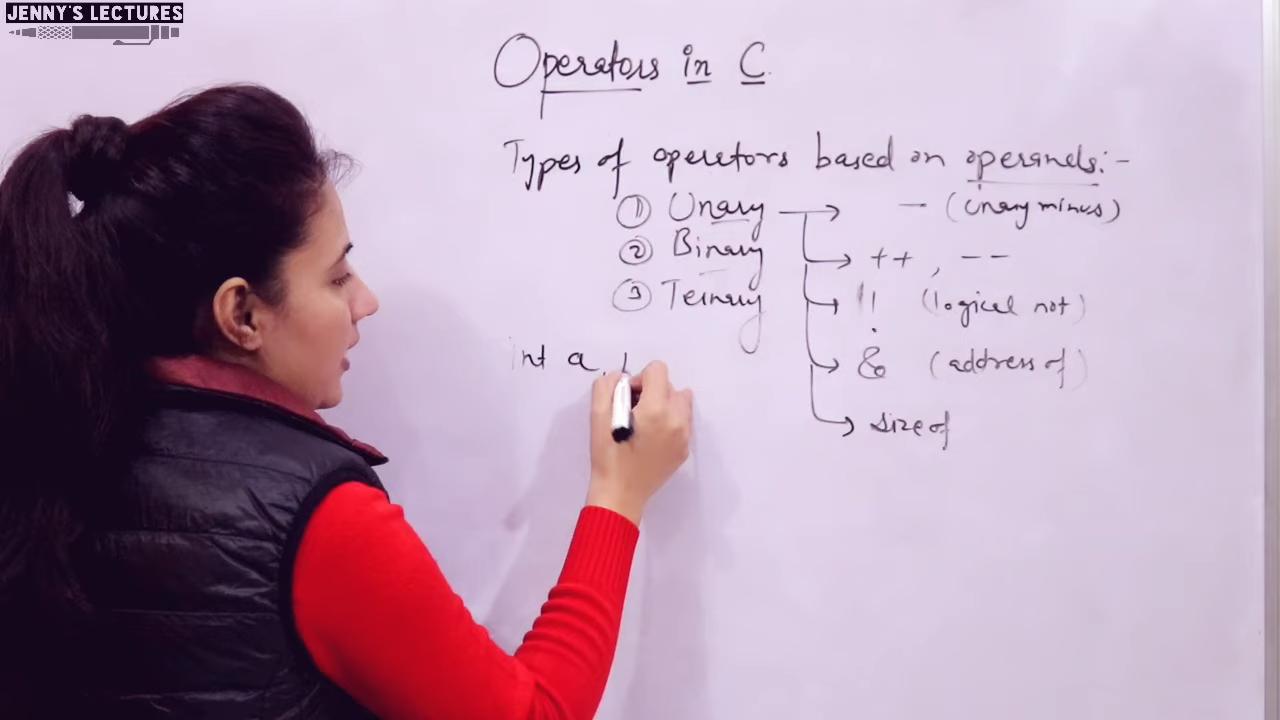 JENNY'S LECTURES
Operators in C
Types of operators based on operands:-
① Unary → - (unary minus)
② Binary → ++, --
③ Ternary → ! (logical not)
→ & (address of)
int a,
→ sizeof